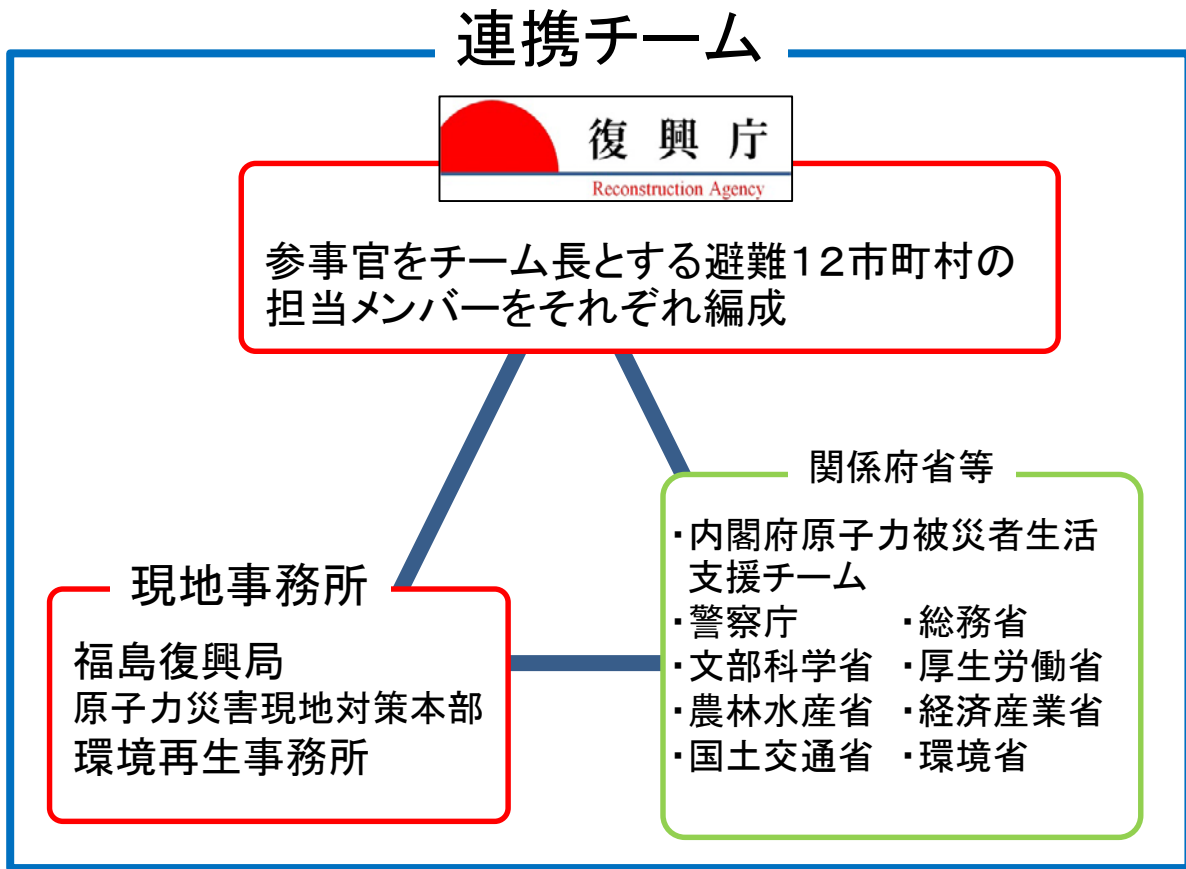 連携チーム
復興庁
Reconstruction Agency
参事官をチーム長とする避難12市町村の
担当メンバーをそれぞれ編成
現地事務所
福島復興局
原子力災害現地対策本部
環境再生事務所
関係府省等
・内閣府原子力被災者生活
支援チーム
・警察庁 ・総務省
・文部科学省 ・厚生労働省
・農林水産省 ・経済産業省
・国土交通省 ・環境省